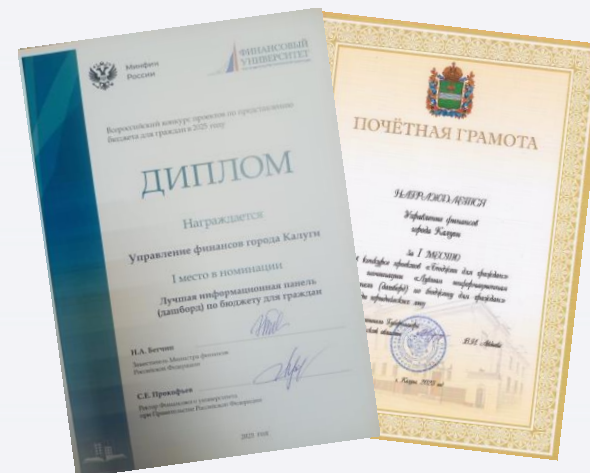 Минфин
России
ФИНАНСОВЫЙ
УНИВЕРСИТЕТ
Всероссийский конкурс проектов по представлению
бюджета для граждан в 2025 году
ДИПЛОМ
Награждается
Управление финансов города Калуги
I место в номинации
Лучшая информационная панель
(дашборд) по бюджету для граждан
Н.А. Бегчин
Заместитель Министра финансов
Российской Федерации
С.Е. Прокофьев
Ректор Финансового университета
при Правительстве Российской Федерации
2025 год
ПОЧЁТНАЯ ГРАМОТА
НАГРАЖДАЕТСЯ
Управление финансов
города Калуги
за I МЕСТО
конкурсе проектов «Бюджет для граждан»
номинации «Лучшая информационная
(дашборд) по бюджету для граждан»
г. Калуга, 2025 год